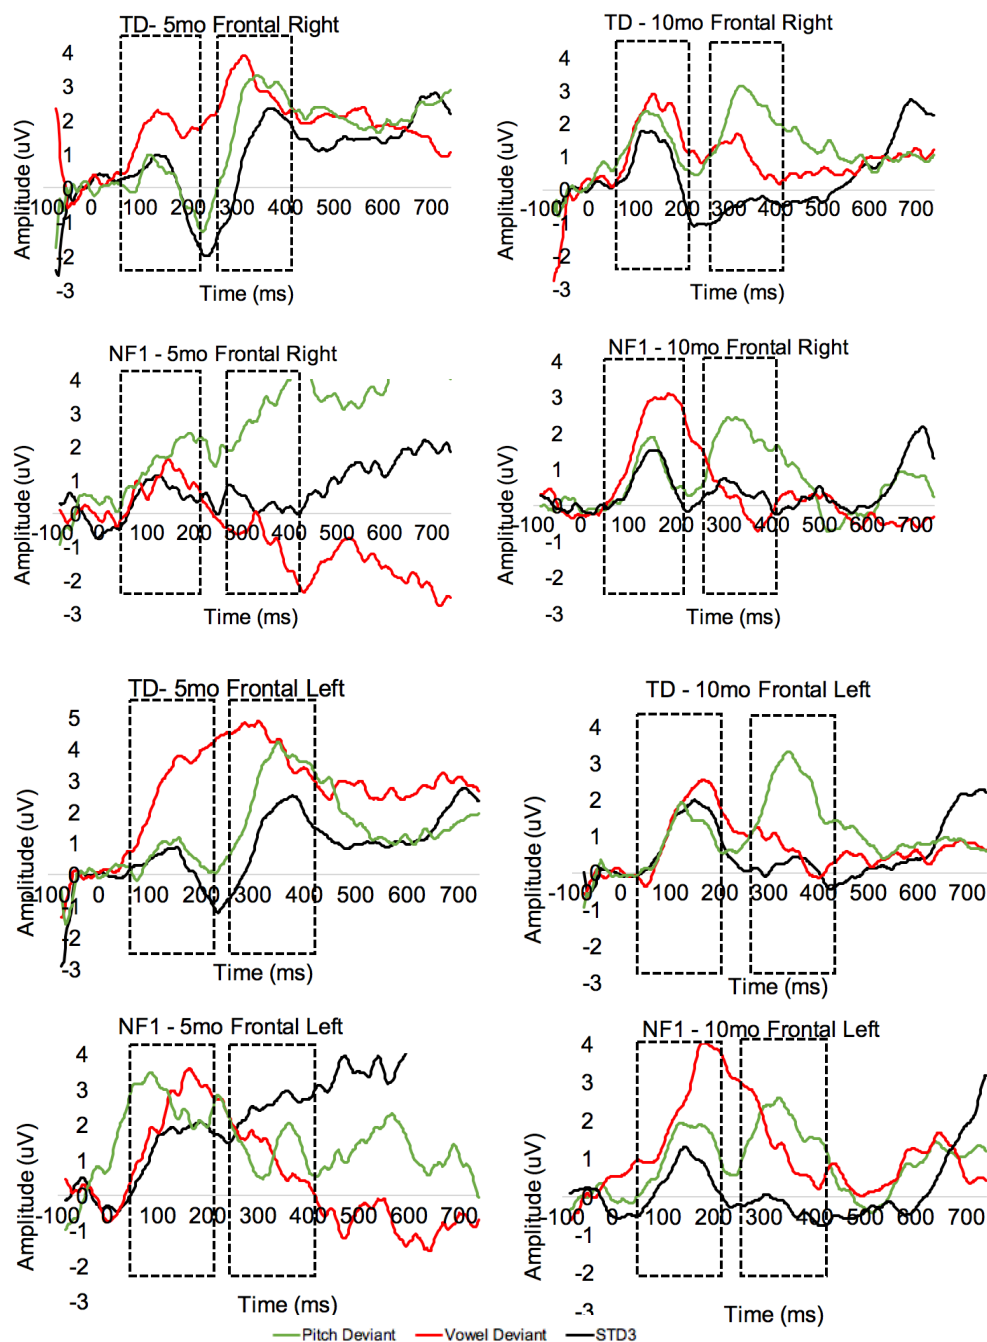 TD- 5mo Frontal Right
TD - 10mo Frontal Right
4
3
2
1
0
-1
-2
-3
-100 0 100 200 300 400 500 600 700
Amplitude (uV)
Time (ms)
4
3
2
1
0
-1
-2
-3
-100 0 100 200 300 400 500 600 700
Amplitude (uV)
Time (ms)
NF1 - 5mo Frontal Right
NF1 - 10mo Frontal Right
4
3
2
1
0
-1
-2
-3
-100 0 100 200 300 400 500 600 700
Amplitude (uV)
Time (ms)
4
3
2
1
0
-1
-2
-3
-100 0 100 200 300 400 500 600 700
Amplitude (uV)
Time (ms)
TD- 5mo Frontal Left
TD - 10mo Frontal Left
5
4
3
2
1
0
-1
-2
-3
-100 0 100 200 300 400 500 600 700
Amplitude (uV)
Time (ms)
4
3
2
1
0
-1
-2
-3
-100 0 100 200 300 400 500 600 700
Amplitude (uV)
Time (ms)
NF1 - 5mo Frontal Left
NF1 - 10mo Frontal Left
4
3
2
1
0
-1
-2
-3
-100 0 100 200 300 400 500 600 700
Amplitude (uV)
Time (ms)
4
3
2
1
0
-1
-2
-3
-100 0 100 200 300 400 500 600 700
Amplitude (uV)
Time (ms)
Pitch Deviant Vowel Deviant STD3